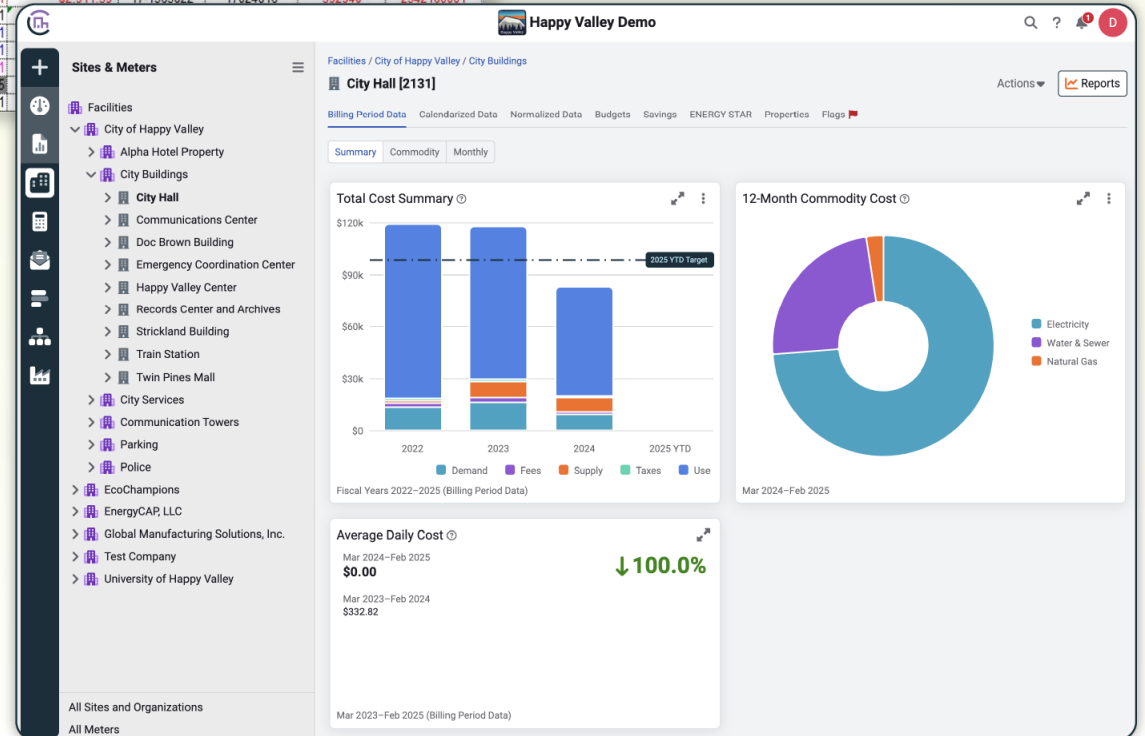 Happy Valley Demo
? 1 D
Sites & Meters
Facilities
City of Happy Valley
Alpha Hotel Property
City Buildings
City Hall
Communications Center
Doc Brown Building
Emergency Coordination Center
Happy Valley Center
Records Center and Archives
Strickland Building
Train Station
Twin Pines Mall
City Services
Communication Towers
Parking
Police
EcoChampions
EnergyCAP, LLC
Global Manufacturing Solutions, Inc.
Test Company
University of Happy Valley
All Sites and Organizations
All Meters
Facilities / City of Happy Valley / City Buildings
City Hall [2131]
Actions
Reports
Billing Period Data Calendarized Data Normalized Data Budgets Savings ENERGY STAR Properties Flags
Summary Commodity Monthly
Total Cost Summary
$120k
$90k
$60k
$30k
$0
2025 YTD Target
2022 2023 2024 2025 YTD
Demand Fees Supply Taxes Use
Fiscal Years 2022–2025 (Billing Period Data)
12-Month Commodity Cost
Electricity
Water & Sewer
Natural Gas
Mar 2024–Feb 2025
Average Daily Cost
Mar 2024–Feb 2025
$0.00
↓100.0%
Mar 2023–Feb 2024
$332.82
Mar 2023–Feb 2025 (Billing Period Data)